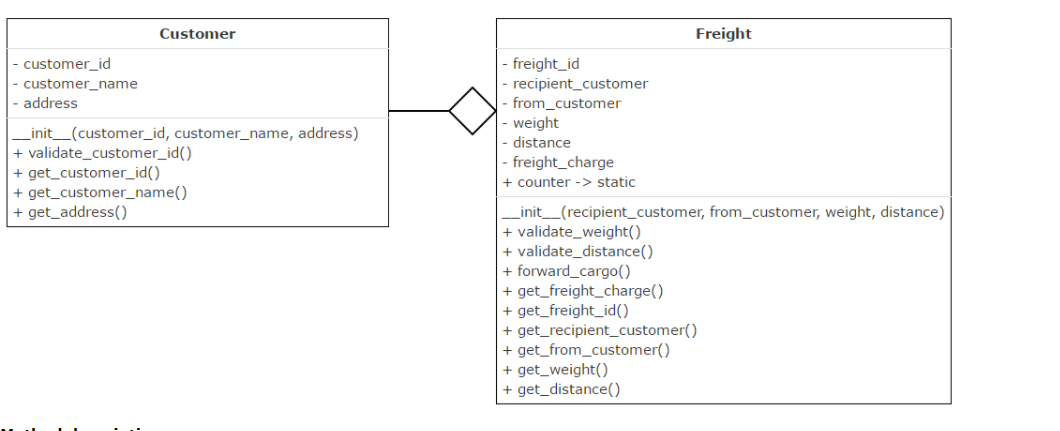 Customer
- customer_id
- customer_name
- address
__init__(customer_id, customer_name, address)
+ validate_customer_id()
+ get_customer_id()
+ get_customer_name()
+ get_address()
Freight
- freight_id
- recipient_customer
- from_customer
- weight
- distance
- freight_charge
+ counter -> static
__init__(recipient_customer, from_customer, weight, distance)
+ validate_weight()
+ validate_distance()
+ forward_cargo()
+ get_freight_charge()
+ get_freight_id()
+ get_recipient_customer()
+ get_from_customer()
+ get_weight()
+ get_distance()